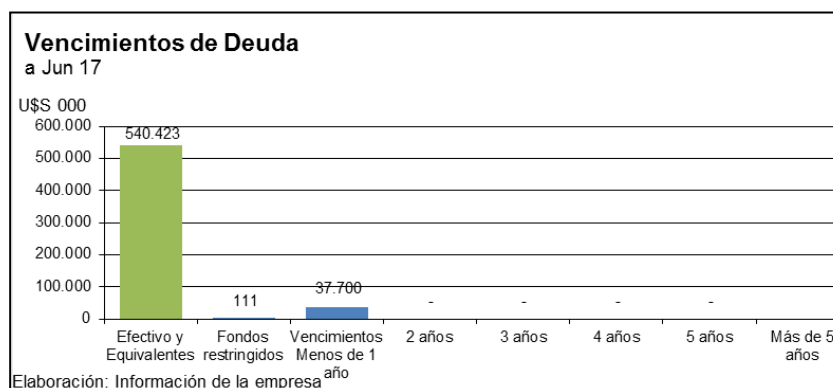 Vencimientos de Deuda
a Jun 17
U$S 000
600.000
500.000
400.000
300.000
200.000
100.000
0
540.423
111
37.700
-
-
-
-
Efectivo y
Equivalentes
Fondos
restringidos
Vencimientos
Menos de 1
año
2 años
3 años
4 años
5 años
Más de 5
años
Elaboración: Información de la empresa